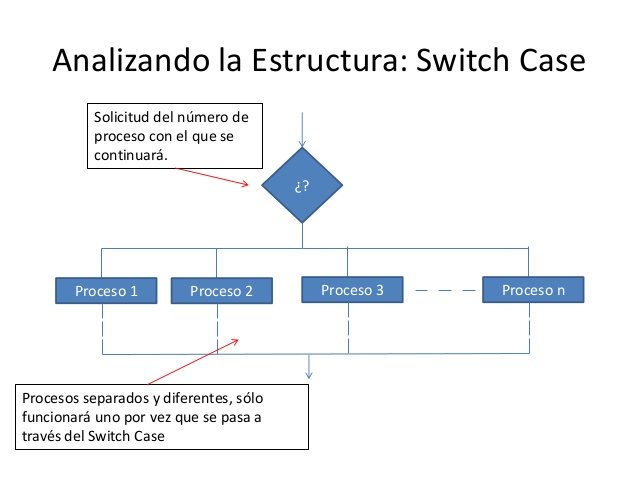 Analizando la Estructura: Switch Case
Solicitud del número de
proceso con el que se
continuará.
¿?
Proceso 1
Proceso 2
Proceso 3
Proceso n
Procesos separados y diferentes, sólo
funcionará uno por vez que se pasa a
través del Switch Case